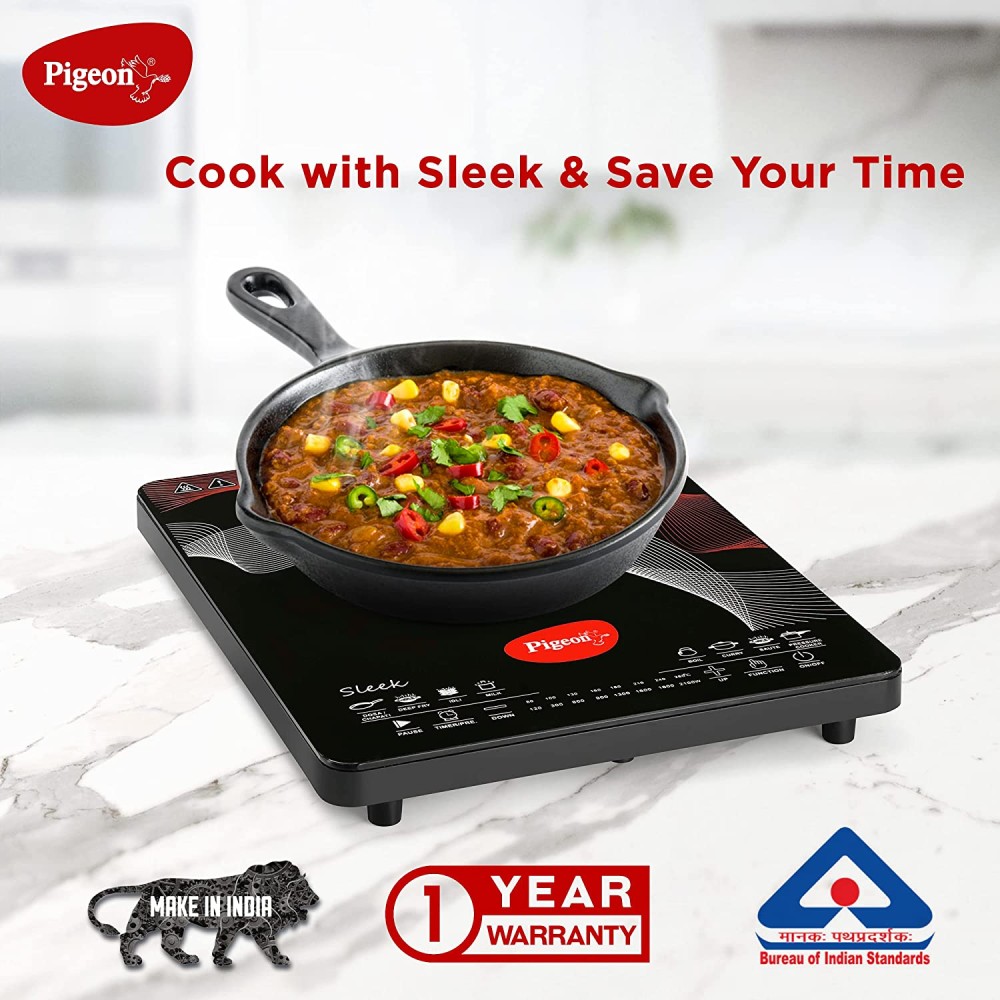 Pigeon®
Cook with Sleek & Save Your Time
Pigeon
Sleek
BOIL CURRY SAUTE PRESSURE COOKER
DOSA / CHAPATI DEEP FRY IDLI MILK
PAUSE TIMER/PRE. DOWN
UP FUNCTION ON/OFF
MAKE IN INDIA
1 YEAR
WARRANTY
मानक: पथप्रदर्शक:
Bureau of Indian Standards